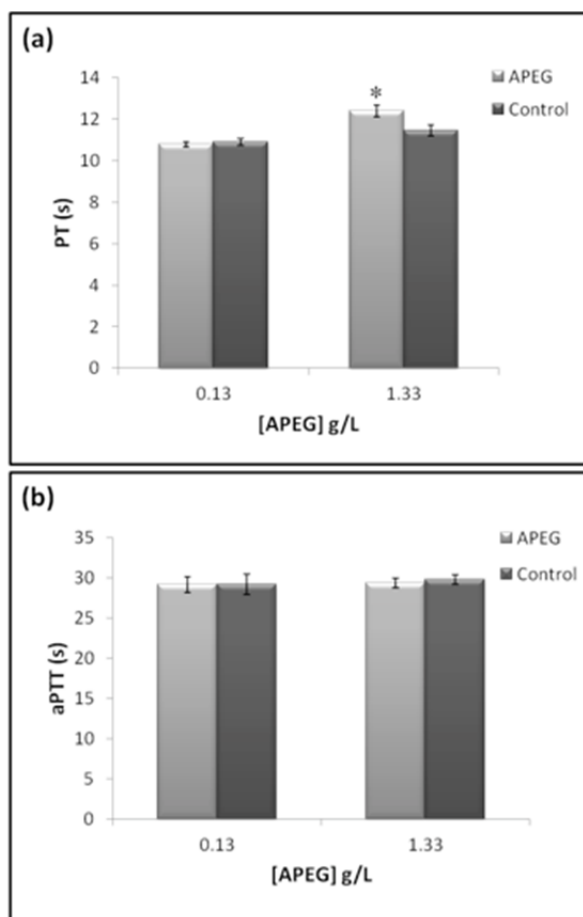 (a)
14
12
10
8
6
4
2
0
PT (s)
*
APEG
Control
0.13 1.33
[APEG] g/L
(b)
35
30
25
20
15
10
5
0
aPTT (s)
APEG
Control
0.13 1.33
[APEG] g/L